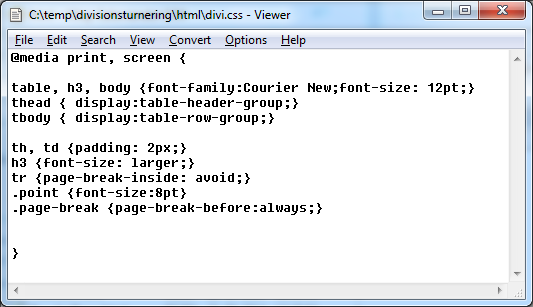 C:\temp\divisionsturnering\html\divi.css - Viewer
File Edit Search View Convert Options Help
@media print, screen {
table, h3, body {font-family:Courier New;font-size: 12pt;}
thead { display:table-header-group;}
tbody { display:table-row-group;}
th, td {padding: 2px;}
h3 {font-size: larger;}
tr {page-break-inside: avoid;}
.point {font-size:8pt}
.page-break {page-break-before:always;}
}